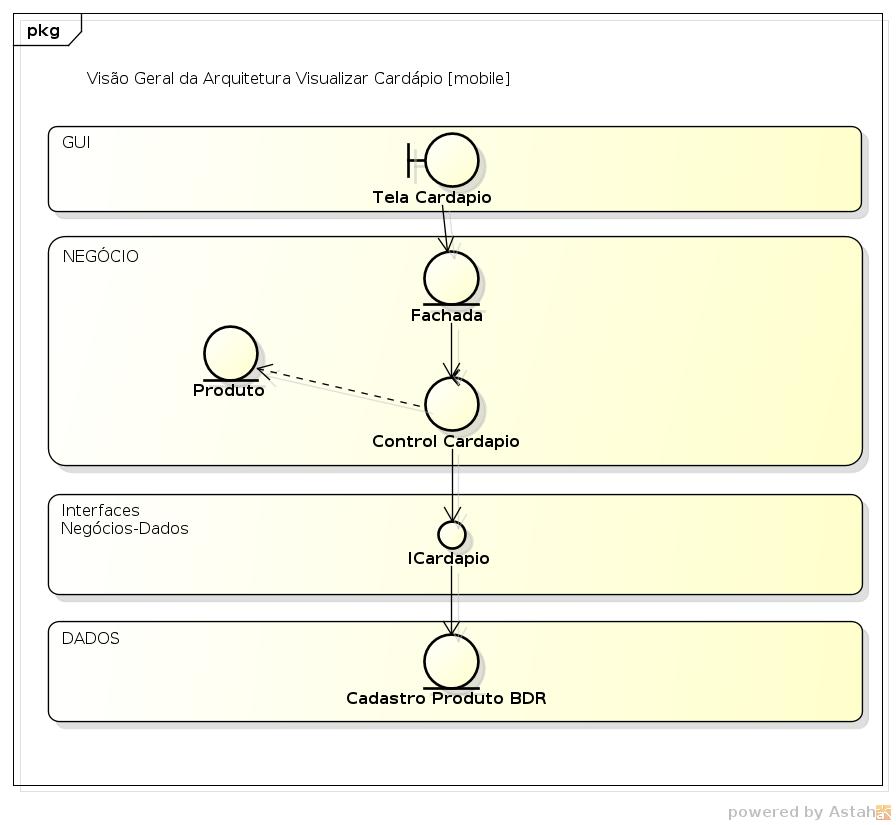 pkg
Visão Geral da Arquitetura Visualizar Cardápio [mobile]
GUI
Tela Cardapio
NEGÓCIO
Fachada
Produto
Control Cardapio
Interfaces
Negócios-Dados
ICardapio
DADOS
Cadastro Produto BDR
powered by Astah